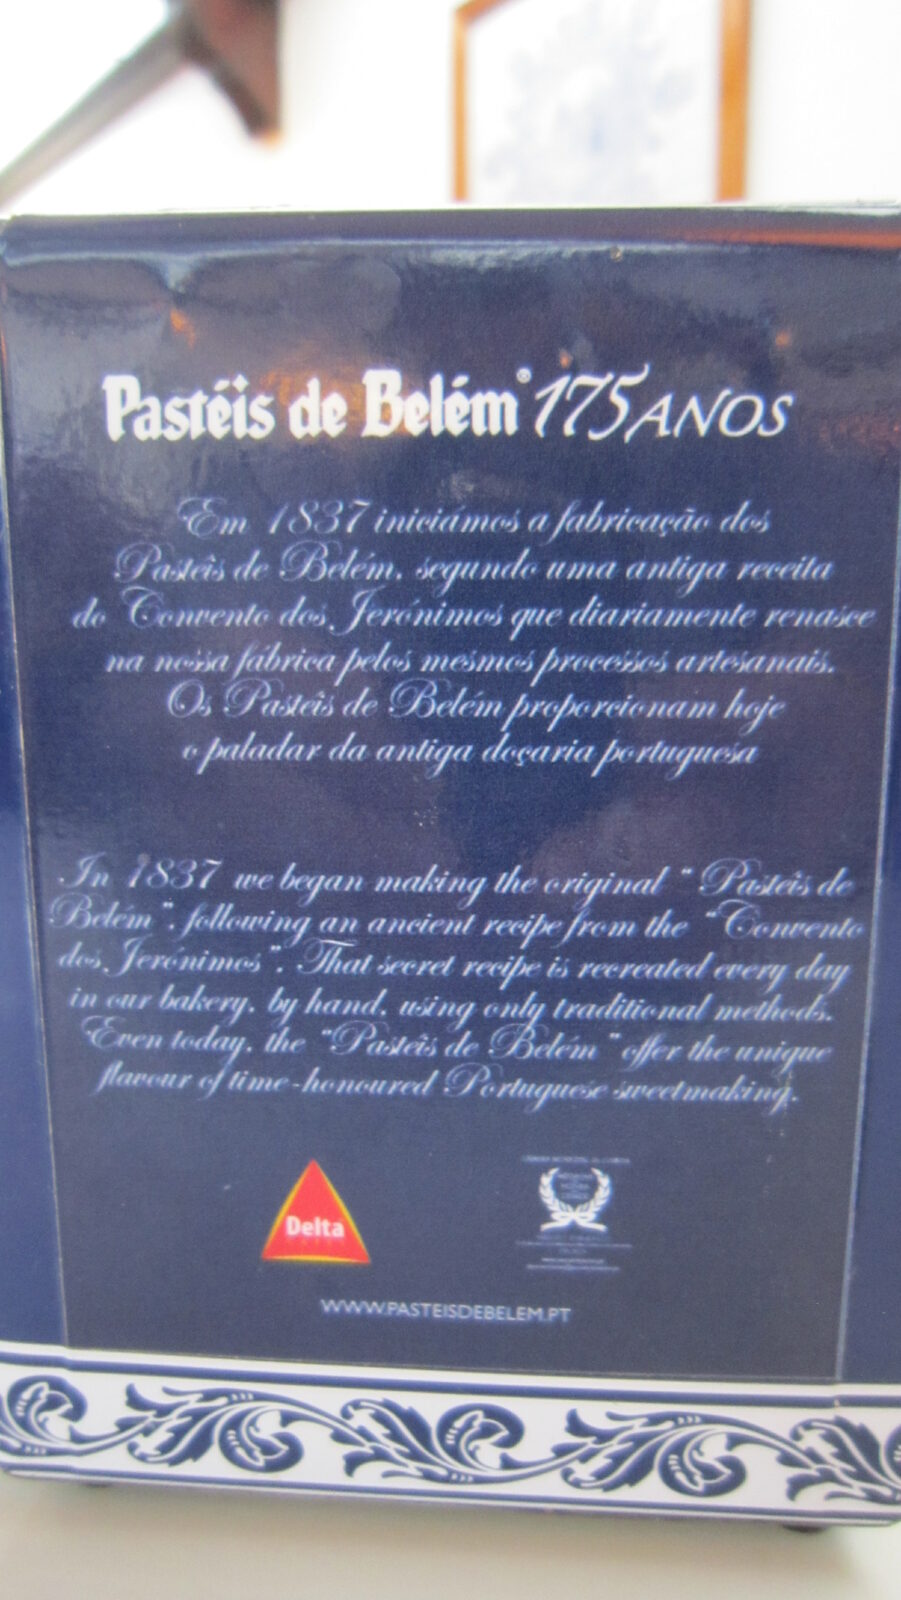 Pastéis de Belém® 175 ANOS
Em 1837 iniciámos a fabricação dos
Pastéis de Belém, segundo uma antiga receita
do Convento dos Jerónimos que diariamente renasce
na nossa fábrica pelos mesmos processos artesanais.
Os Pastéis de Belém proporcionam hoje
o paladar da antiga doçaria portuguesa
In 1837 we began making the original "Pastéis de
Belém", following an ancient recipe from the "Convento
dos Jerónimos". That secret recipe is recreated every day
in our bakery, by hand, using only traditional methods.
Even today, the "Pastéis de Belém" offer the unique
flavour of time-honoured Portuguese sweetmaking.
Delta
WWW.PASTEISDEBELEM.PT